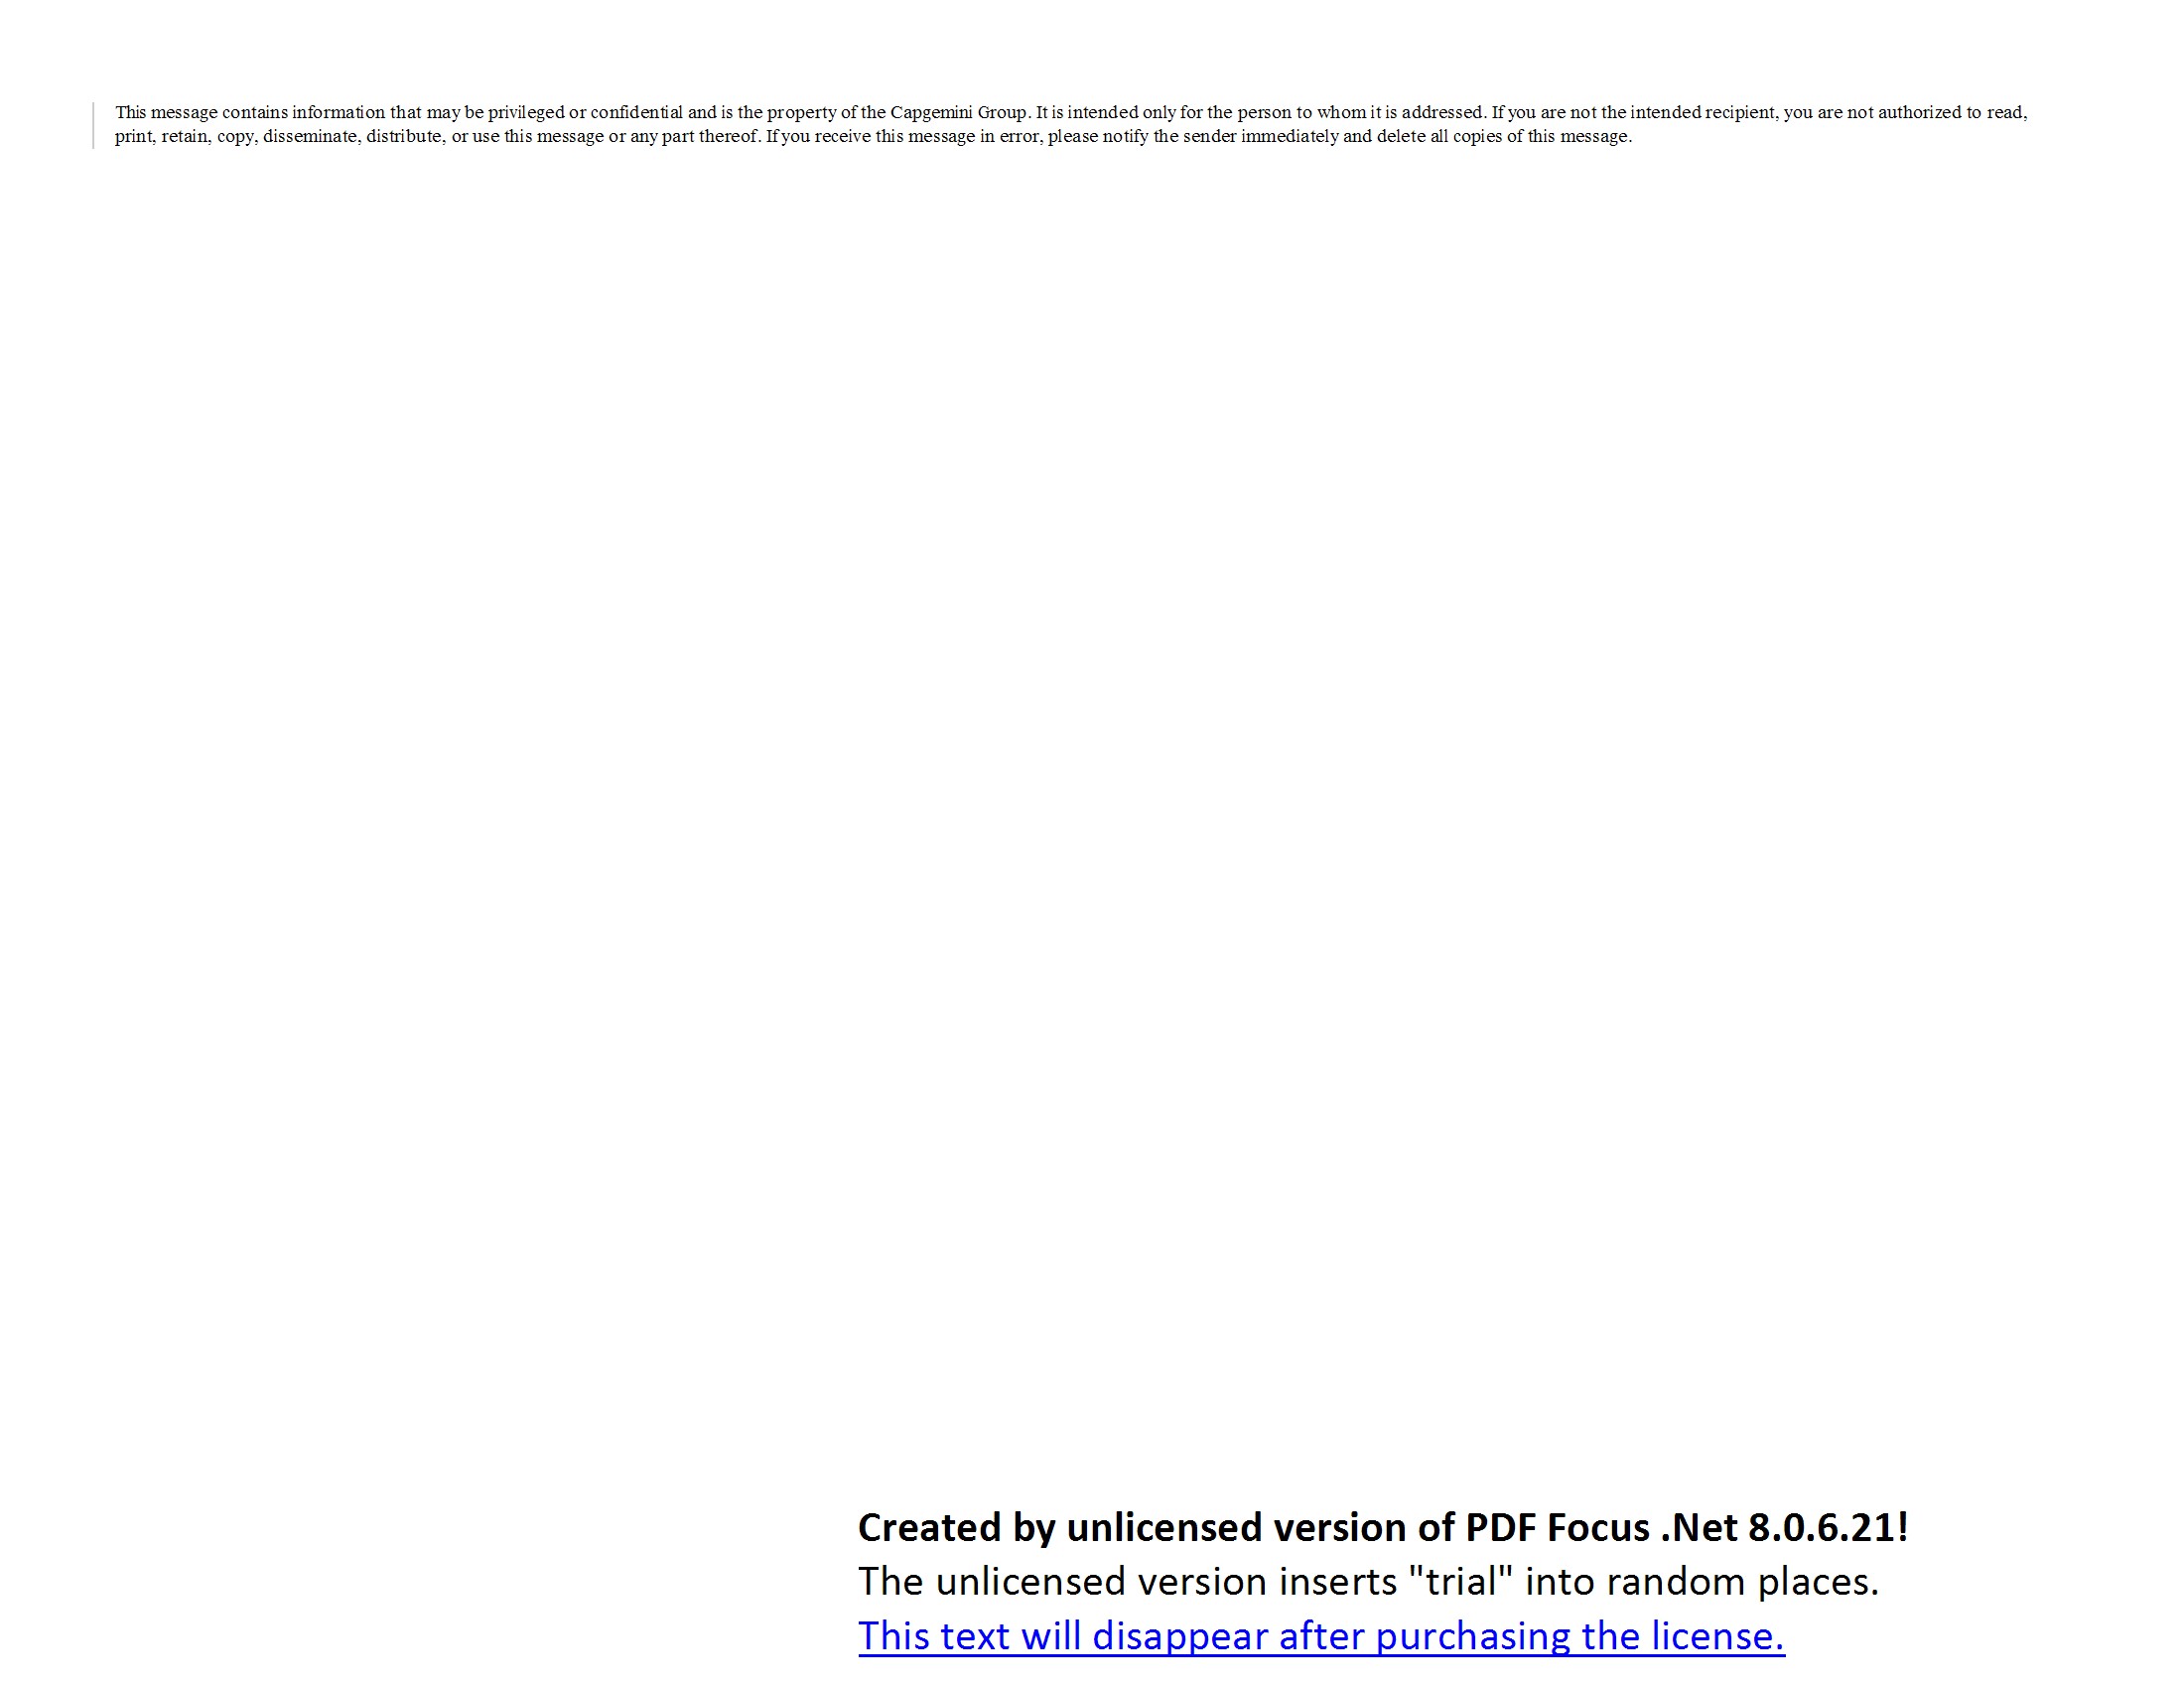 This message contains information that may be privileged or confidential and is the property of the Capgemini Group. It is intended only for the person to whom it is addressed. If you are not the intended recipient, you are not authorized to read,
print, retain, copy, disseminate, distribute, or use this message or any part thereof. If you receive this message in error, please notify the sender immediately and delete all copies of this message.
Created by unlicensed version of PDF Focus .Net 8.0.6.21!
The unlicensed version inserts "trial" into random places.
This text will disappear after purchasing the license.